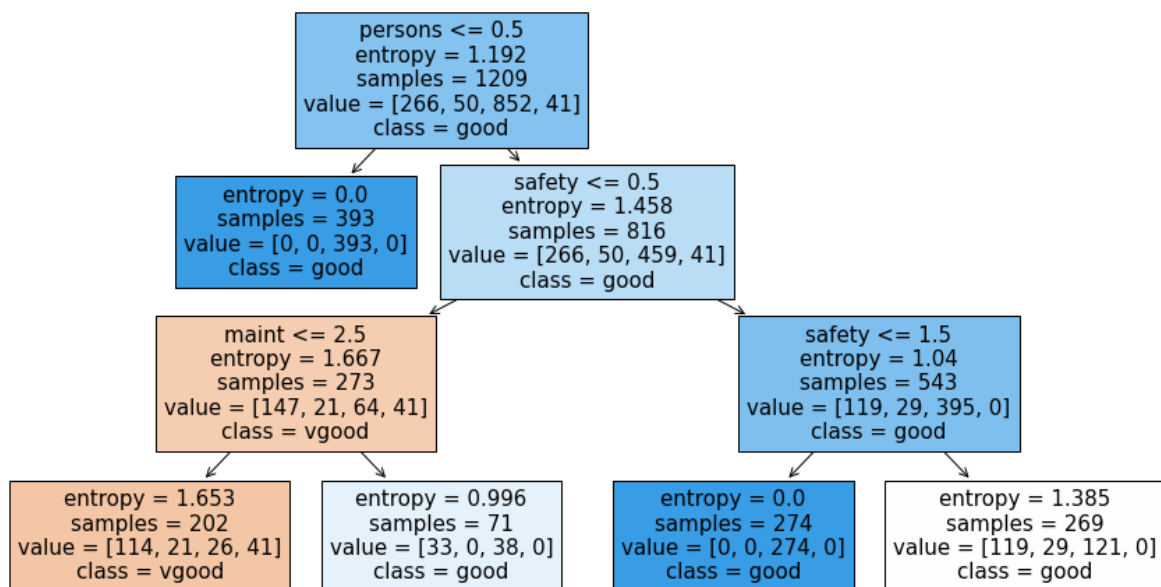 persons <= 0.5
entropy = 1.192
samples = 1209
value = [266, 50, 852, 41]
class = good
entropy = 0.0
samples = 393
value = [0, 0, 393, 0]
class = good
safety <= 0.5
entropy = 1.458
samples = 816
value = [266, 50, 459, 41]
class = good
maint <= 2.5
entropy = 1.667
samples = 273
value = [147, 21, 64, 41]
class = vgood
safety <= 1.5
entropy = 1.04
samples = 543
value = [119, 29, 395, 0]
class = good
entropy = 1.653
samples = 202
value = [114, 21, 26, 41]
class = vgood
entropy = 0.996
samples = 71
value = [33, 0, 38, 0]
class = good
entropy = 0.0
samples = 274
value = [0, 0, 274, 0]
class = good
entropy = 1.385
samples = 269
value = [119, 29, 121, 0]
class = good